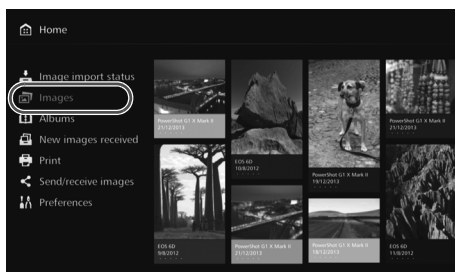 Home
Image import status
Images
Albums
New images received
Print
Send/receive images
Preferences
PowerShot G1 X Mark II
21/12/2013
EOS 6D
9/8/2012
EOS 6D
10/8/2012
PowerShot G1 X Mark II
21/12/2013
PowerShot G1 X Mark II
19/12/2013
PowerShot G1 X Mark II
18/12/2013
PowerShot G1 X Mark II
21/12/2013
EOS 6D
11/8/2012